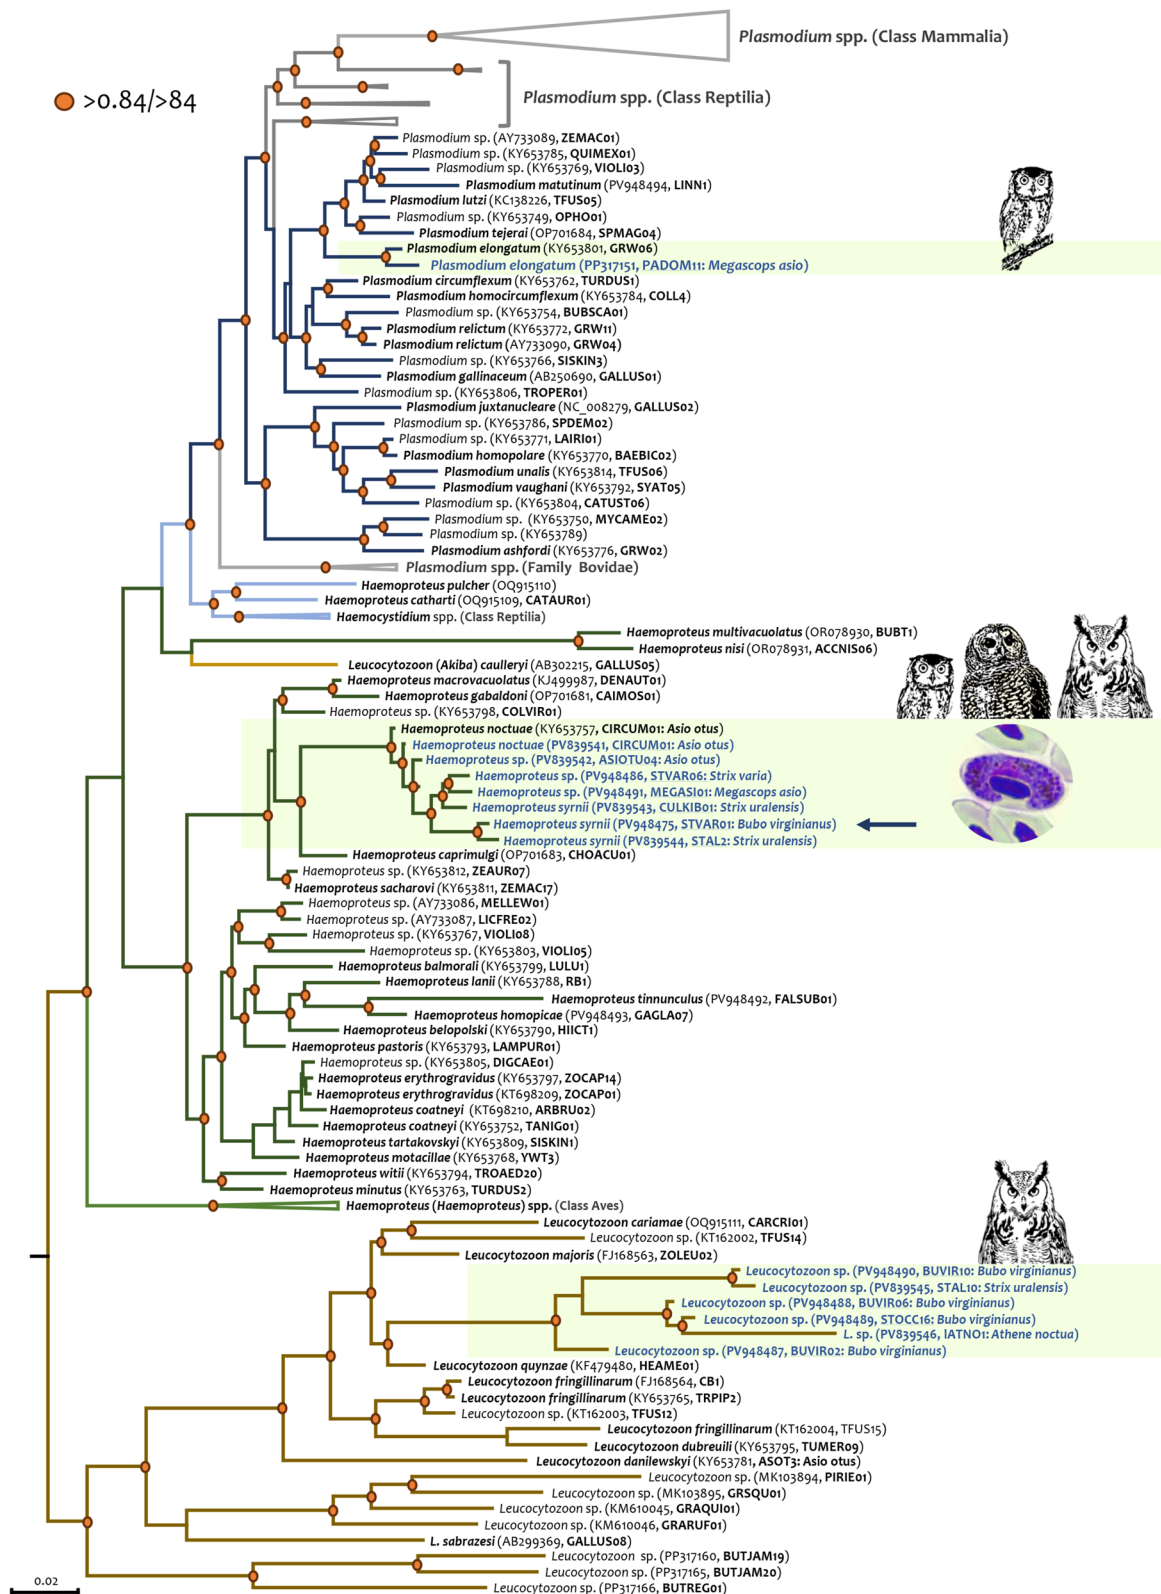 Plasmodium spp. (Class Mammalia)
>0.84/>84
Plasmodium spp. (Class Reptilia)
Plasmodium sp. (AY733089, ZEMAC01)
Plasmodium sp. (KY653785, QUIMEX01)
Plasmodium sp. (KY653769, VIOLI03)
Plasmodium matutinum (PV948494, LINN1)
Plasmodium lutzi (KC138226, TFUS05)
Plasmodium sp. (KY653749, OPHO01)
Plasmodium tejerai (OP701684, SPMAG04)
Plasmodium elongatum (KY653801, GRW06)
Plasmodium elongatum (PP317151, PADOM11: Megascops asio)
Plasmodium circumflexum (KY653762, TURDUS1)
Plasmodium homocircumflexum (KY653784, COLL4)
Plasmodium sp. (KY653754, BUBSCA01)
Plasmodium relictum (KY653772, GRW11)
Plasmodium relictum (AY733090, GRW04)
Plasmodium sp. (KY653766, SISKIN3)
Plasmodium gallinaceum (AB250690, GALLUS01)
Plasmodium sp. (KY653806, TROPER01)
Plasmodium juxtanucleare (NC_008279, GALLUS02)
Plasmodium sp. (KY653786, SPDEM02)
Plasmodium sp. (KY653771, LAIRI01)
Plasmodium homopolare (KY653770, BAEBIC02)
Plasmodium unalis (KY653814, TFUS06)
Plasmodium vaughani (KY653792, SYAT05)
Plasmodium sp. (KY653804, CATUST06)
Plasmodium sp. (KY653750, MYCAME02)
Plasmodium sp. (KY653789)
Plasmodium ashfordi (KY653776, GRW02)
Plasmodium spp. (Family Bovidae)
Haemoproteus pulcher (OQ915110)
Haemoproteus catharti (OQ915109, CATAUR01)
Haemocystidium spp. (Class Reptilia)
Haemoproteus multivacuolatus (OR078930, BUBT1)
Haemoproteus nisi (OR078931, ACCNIS06)
Leucocytozoon (Akiba) caulleryi (AB302215, GALLUS05)
Haemoproteus macrovacuolatus (KJ499987, DENAUT01)
Haemoproteus gabaldoni (OP701681, CAIMOS01)
Haemoproteus sp. (KY653798, COLVIR01)
Haemoproteus noctuae (KY653757, CIRCUM01: Asio otus)
Haemoproteus noctuae (PV839541, CIRCUM01: Asio otus)
Haemoproteus sp. (PV839542, ASIOTU04: Asio otus)
Haemoproteus sp. (PV948486, STVAR06: Strix varia)
Haemoproteus sp. (PV948491, MEGASI01: Megascops asio)
Haemoproteus syrnii (PV839543, CULKIB01: Strix uralensis)
Haemoproteus syrnii (PV948475, STVAR01: Bubo virginianus)
Haemoproteus syrnii (PV839544, STAL2: Strix uralensis)
Haemoproteus caprimulgi (OP701683, CHOACU01)
Haemoproteus sp. (KY653812, ZEAUR07)
Haemoproteus sacharovi (KY653811, ZEMAC17)
Haemoproteus sp. (AY733086, MELLEW01)
Haemoproteus sp. (AY733087, LICFRE02)
Haemoproteus sp. (KY653767, VIOLI08)
Haemoproteus sp. (KY653803, VIOLI05)
Haemoproteus balmorali (KY653799, LULU1)
Haemoproteus lanii (KY653788, RB1)
Haemoproteus tinnunculus (PV948492, FALSUB01)
Haemoproteus homopicae (PV948493, GAGLA07)
Haemoproteus belopolski (KY653790, HIICT1)
Haemoproteus pastoris (KY653793, LAMPUR01)
Haemoproteus sp. (KY653805, DIGCAE01)
Haemoproteus erythrogravidus (KY653797, ZOCAP14)
Haemoproteus erythrogravidus (KT698209, ZOCAP01)
Haemoproteus coatneyi (KT698210, ARBRU02)
Haemoproteus coatneyi (KY653752, TANIG01)
Haemoproteus tartakovskyi (KY653809, SISKIN1)
Haemoproteus motacillae (KY653768, YWT3)
Haemoproteus witii (KY653794, TROAED20)
Haemoproteus minutus (KY653763, TURDUS2)
Haemoproteus (Haemoproteus) spp. (Class Aves)
Leucocytozoon cariamae (OQ915111, CARCRI01)
Leucocytozoon sp. (KT162002, TFUS14)
Leucocytozoon majoris (FJ168563, ZOLEU02)
Leucocytozoon sp. (PV948490, BUVIR10: Bubo virginianus)
Leucocytozoon sp. (PV839545, STAL10: Strix uralensis)
Leucocytozoon sp. (PV948488, BUVIR06: Bubo virginianus)
Leucocytozoon sp. (PV948489, STOCC16: Bubo virginianus)
L. sp. (PV839546, IATNO1: Athene noctua)
Leucocytozoon sp. (PV948487, BUVIR02: Bubo virginianus)
Leucocytozoon quynzae (KF479480, HEAME01)
Leucocytozoon fringillinarum (FJ168564, CB1)
Leucocytozoon fringillinarum (KY653765, TRPIP2)
Leucocytozoon sp. (KT162003, TFUS12)
Leucocytozoon fringillinarum (KT162004, TFUS15)
Leucocytozoon dubreuili (KY653795, TUMER09)
Leucocytozoon danilewskyi (KY653781, ASOT3: Asio otus)
Leucocytozoon sp. (MK103894, PIRIE01)
Leucocytozoon sp. (MK103895, GRSQU01)
Leucocytozoon sp. (KM610045, GRAQUI01)
Leucocytozoon sp. (KM610046, GRARUF01)
L. sabrazesi (AB299369, GALLUS08)
Leucocytozoon sp. (PP317160, BUTJAM19)
Leucocytozoon sp. (PP317165, BUTJAM20)
Leucocytozoon sp. (PP317166, BUTREG01)
0.02